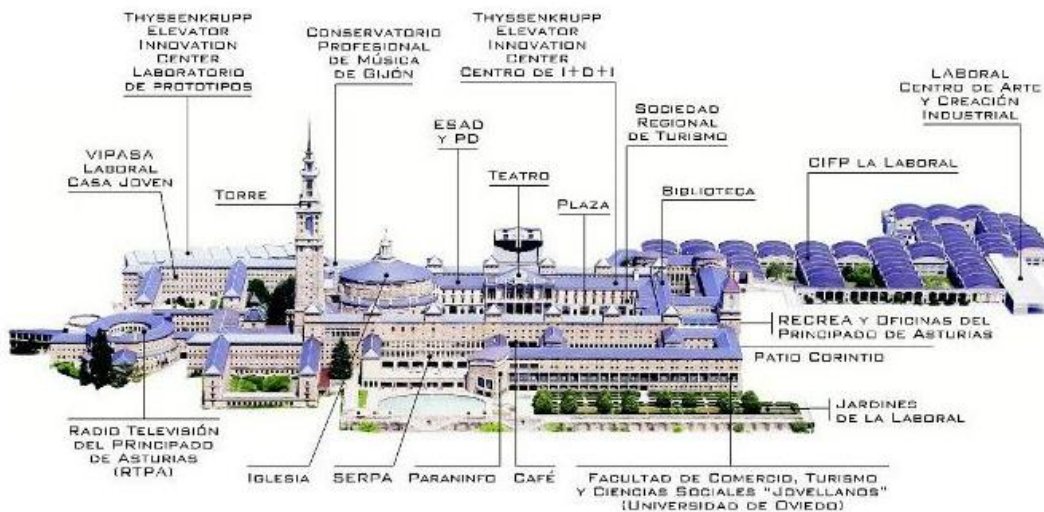 THYSSENKRUPP
ELEVATOR
INNOVATION
CENTER
LABORATORIO
DE PROTOTIPOS
CONSERVATORIO
PROFESIONAL
DE MÚSICA
DE GIJÓN
THYSSENKRUPP
ELEVATOR
INNOVATION
CENTER
CENTRO DE I+D+I
SOCIEDAD
REGIONAL
DE TURISMO
LABORAL
CENTRO DE ARTE
Y CREACIÓN
INDUSTRIAL
VIPASA
LABORAL
CASA JOVEN
TORRE
ESAD
Y PD
TEATRO
PLAZA
BIBLIOTECA
CIFP LA LABORAL
RECREA Y OFICINAS DEL
PRINCIPADO DE ASTURIAS
PATIO CORINTIO
JARDINES
DE LA LABORAL
RADIO TELEVISIÓN
DEL PRINCIPADO
DE ASTURIAS
(RTPA)
IGLESIA
SERPA
PARANINFO
CAFÉ
FACULTAD DE COMERCIO, TURISMO
Y CIENCIAS SOCIALES "JOVELLANOS"
(UNIVERSIDAD DE OVIEDO)